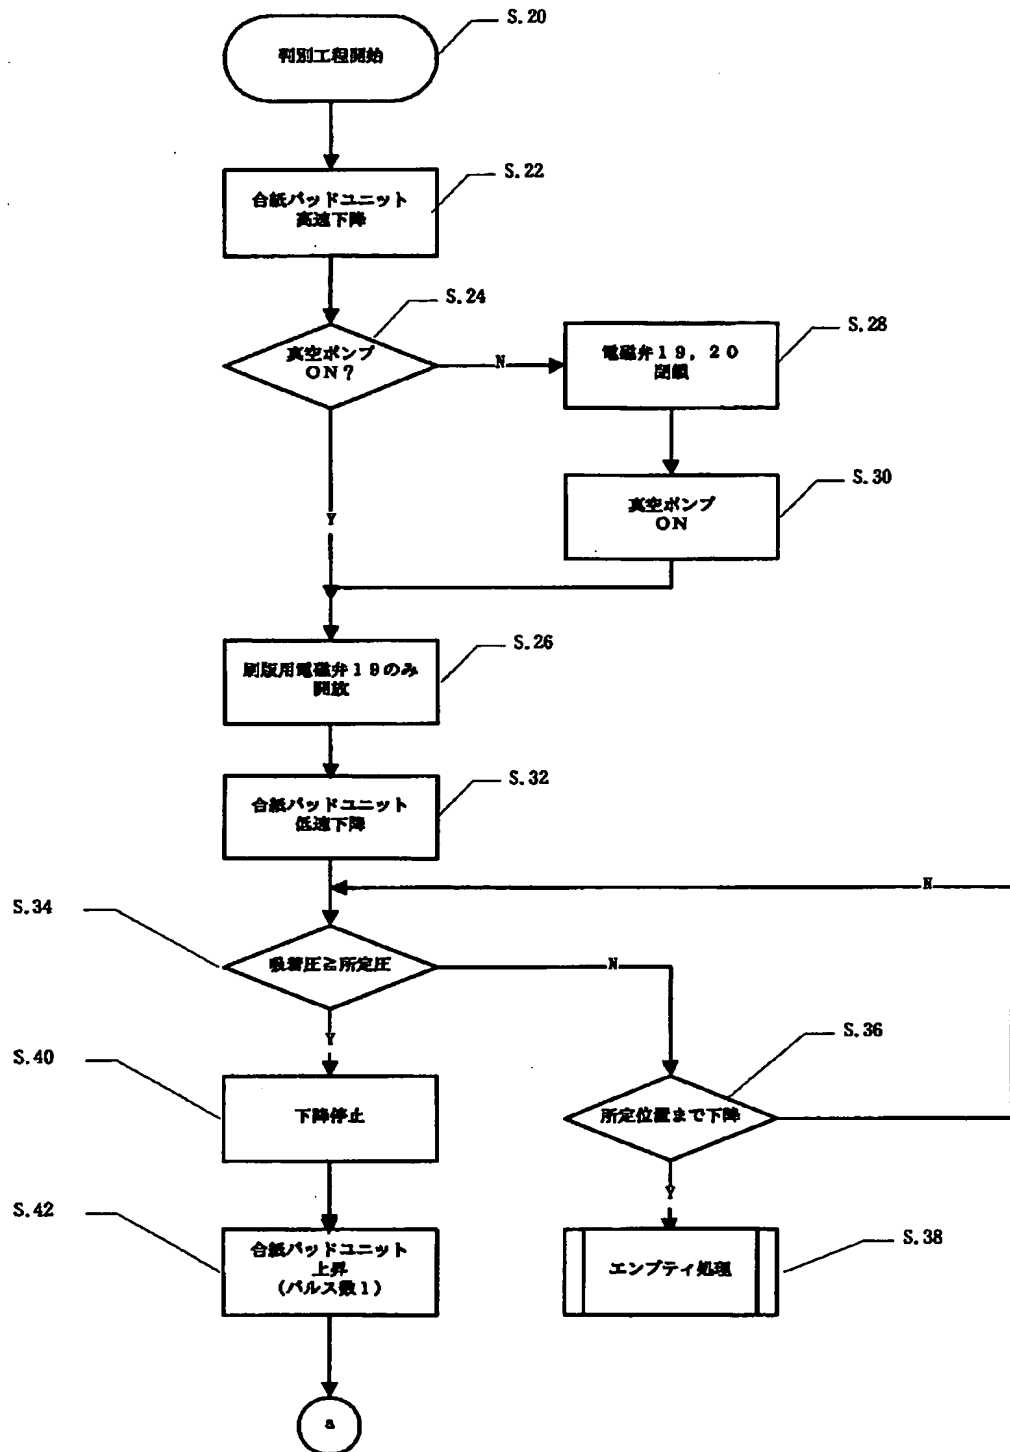 S.20
判別工程開始
S.22
合紙パッドユニット
高速下降
S.24
真空ポンプ
ON?
N
S.28
電磁弁19,20
閉鎖
S.30
真空ポンプ
ON
Y
S.26
刷版用電磁弁19のみ
開放
S.32
合紙パッドユニット
低速下降
N
S.34
吸着圧≧所定圧
N
Y
S.36
所定位置まで下降
S.40
下降停止
Y
S.42
合紙パッドユニット
上昇
(パルス数1)
S.38
エンプティ処理
a